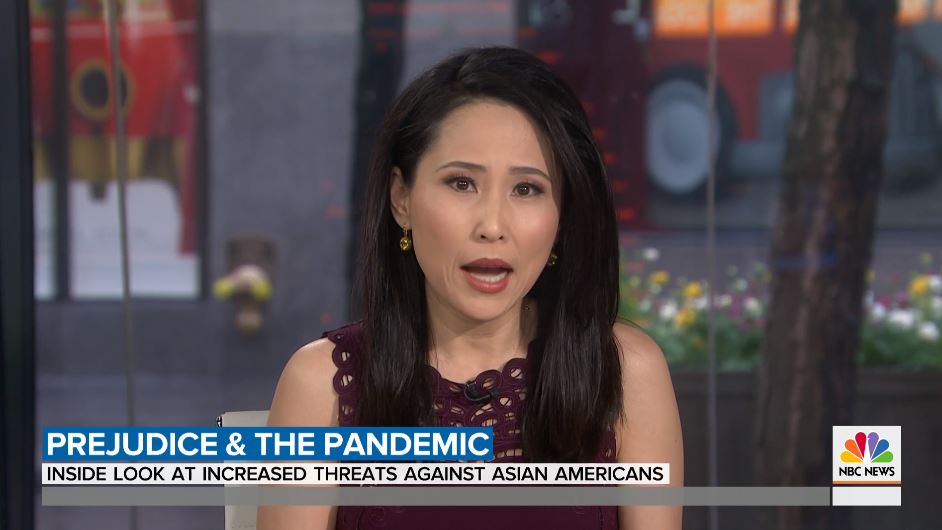 PREJUDICE & THE PANDEMIC
INSIDE LOOK AT INCREASED THREATS AGAINST ASIAN AMERICANS
NBC NEWS